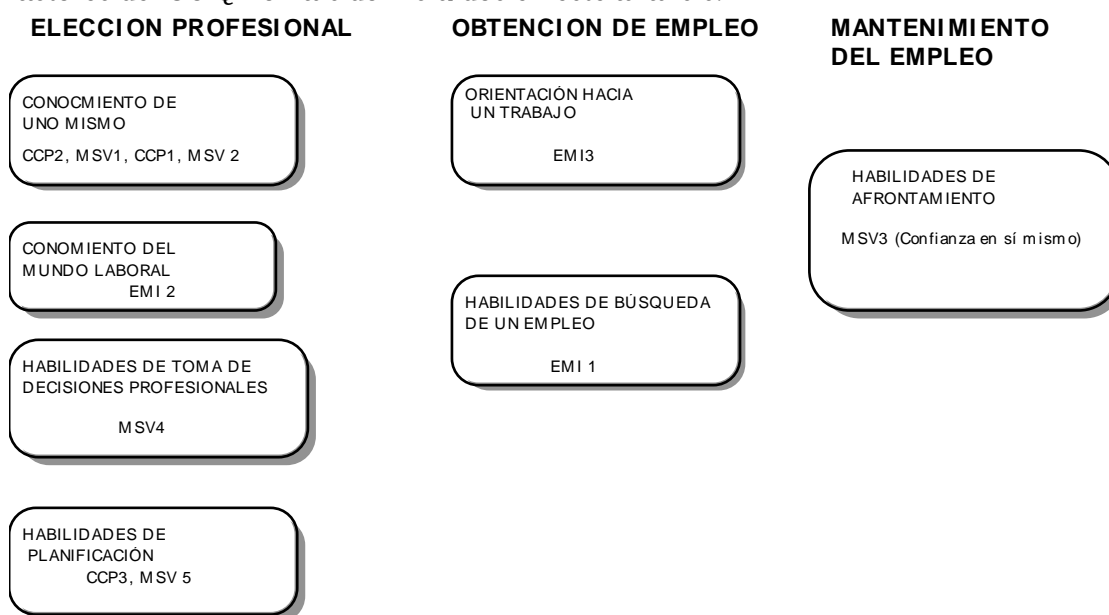 ELECCION PROFESIONAL
CONOCMIENTO DE
UNO MISMO
CCP2, MSV1, CCP1, MSV 2
CONOMIENTO DEL
MUNDO LABORAL
EMI 2
HABILIDADES DE TOMA DE
DECISIONES PROFESIONALES
MSV4
HABILIDADES DE
PLANIFICACIÓN
CCP3, MSV 5
OBTENCION DE EMPLEO
ORIENTACIÓN HACIA
UN TRABAJO
EMI3
HABILIDADES DE BÚSQUEDA
DE UN EMPLEO
EMI 1
MANTENIMIENTO
DEL EMPLEO
HABILIDADES DE
AFRONTAMIENTO
MSV3 (Confianza en sí mismo)